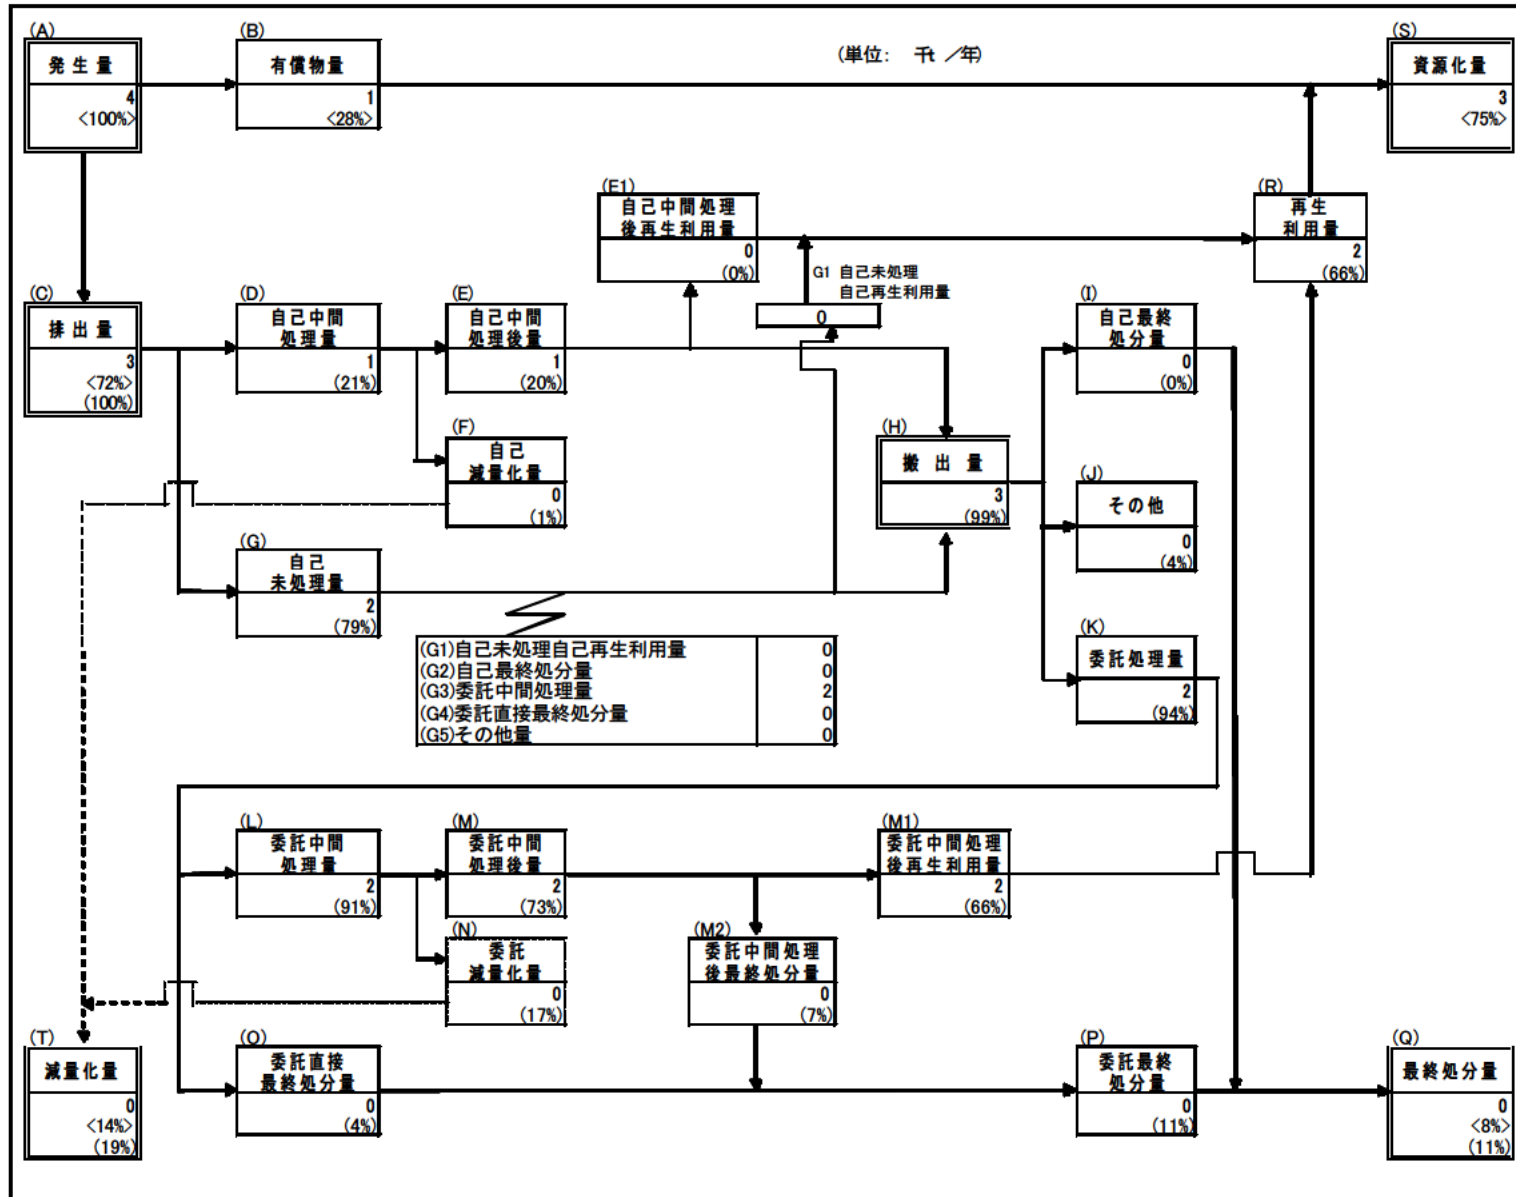 (A)
発生量
4
<100%>
(B)
有償物量
1
<28%>
(単位： 千t ／年)
(S)
資源化量
3
<75%>
(E1)
自己中間処理
後再生利用量
0
(0%)
G1 自己未処理
自己再生利用量
0
(R)
再生
利用量
2
(66%)
(C)
排出量
3
<72%>
(100%)
(D)
自己中間
処理量
1
(21%)
(E)
自己中間
処理後量
1
(20%)
(I)
自己最終
処分量
0
(0%)
(F)
自己
減量化量
0
(1%)
(H)
搬出量
3
(99%)
(J)
その他
0
(4%)
(G)
自己
未処理量
2
(79%)
(G1)自己未処理自己再生利用量 0
(G2)自己最終処分量 0
(G3)委託中間処理量 2
(G4)委託直接最終処分量 0
(G5)その他量 0
(K)
委託処理量
2
(94%)
(L)
委託中間
処理量
2
(91%)
(M)
委託中間
処理後量
2
(73%)
(M1)
委託中間処理
後再生利用量
2
(66%)
(N)
委託
減量化量
0
(17%)
(M2)
委託中間処理
後最終処分量
0
(7%)
(T)
減量化量
0
<14%>
(19%)
(O)
委託直接
最終処分量
0
(4%)
(P)
委託最終
処分量
0
(11%)
(Q)
最終処分量
0
<8%>
(11%)